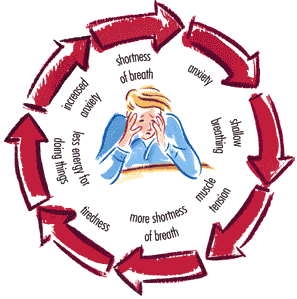 shortness
of breath
anxiety
shallow
breathing
muscle
tension
more shortness
of breath
tiredness
less energy for
doing things
increased
anxiety